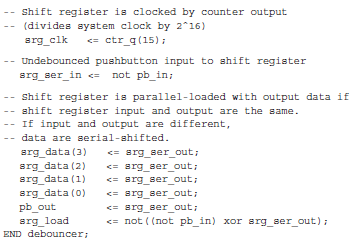 -- Shift register is clocked by counter output
-- (divides system clock by 2^16)
srg_clk <= ctr_q(15);
-- Undebounced pushbutton input to shift register
srg_ser_in <= not pb_in;
-- Shift register is parallel-loaded with output data if
-- shift register input and output are the same.
-- If input and output are different,
-- data are serial-shifted.
srg_data(3) <= srg_ser_out;
srg_data(2) <= srg_ser_out;
srg_data(1) <= srg_ser_out;
srg_data(0) <= srg_ser_out;
pb_out <= srg_ser_out;
srg_load <= not((not pb_in) xor srg_ser_out);
END debouncer;